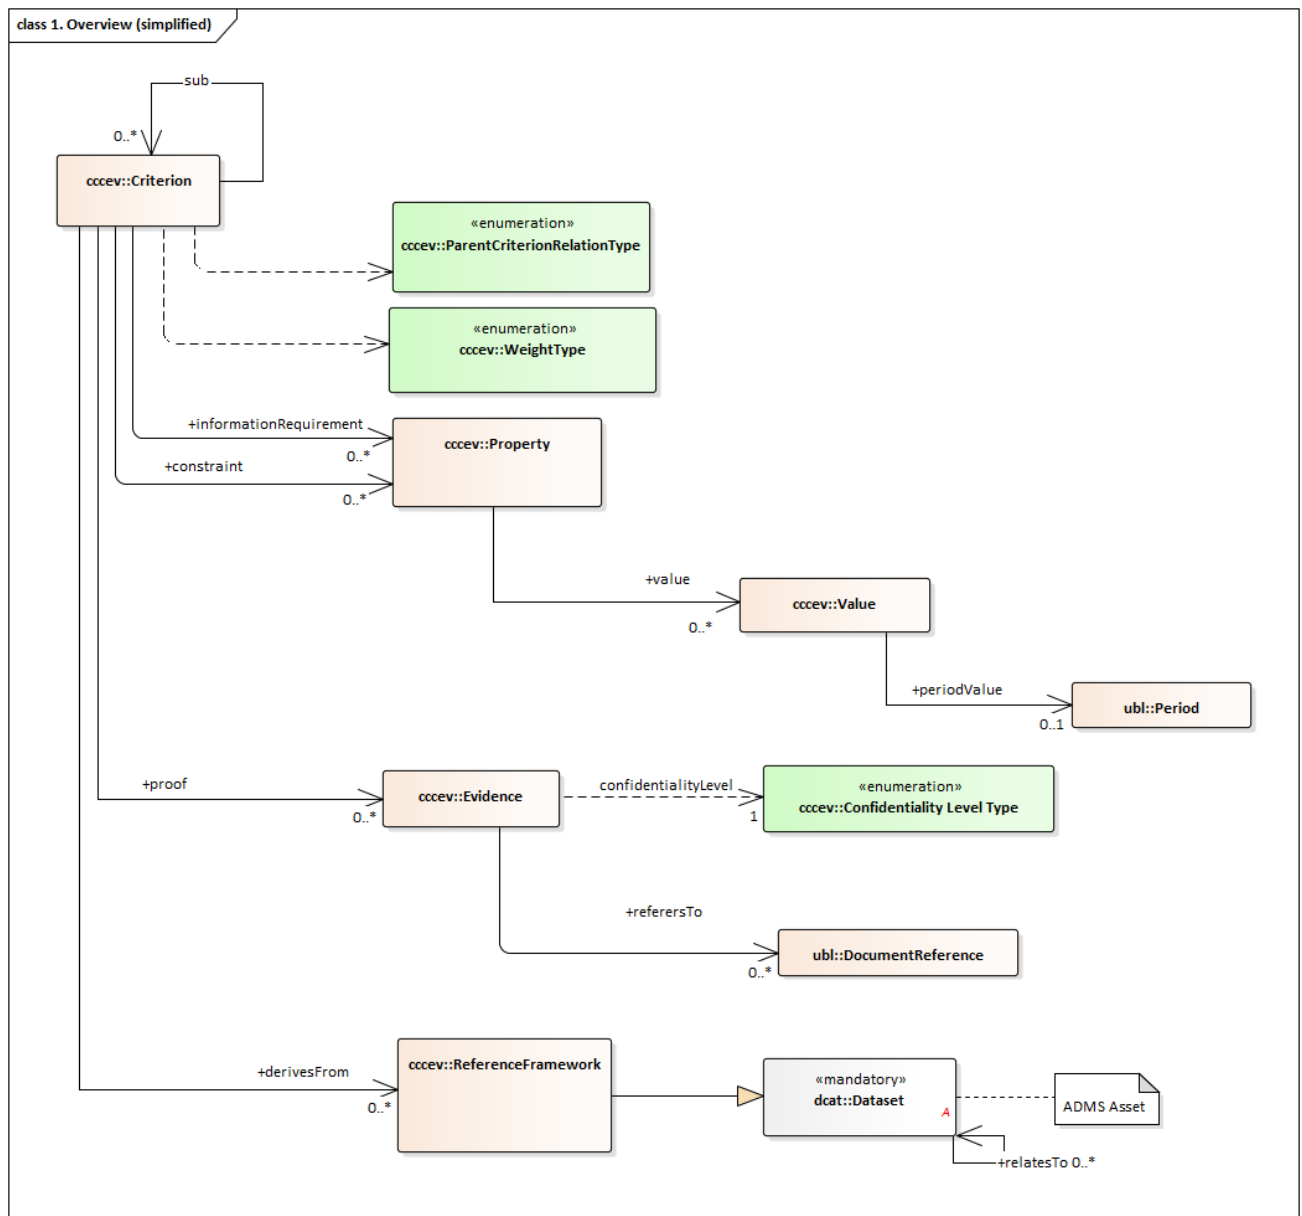 class 1. Overview (simplified)
sub
0..*
cccev::Criterion
«enumeration»
cccev::ParentCriterionRelationType
«enumeration»
cccev::WeightType
+informationRequirement
0..*
cccev::Property
+constraint
0..*
+value
0..*
cccev::Value
+periodValue
0..1
ubl::Period
+proof
0..*
cccev::Evidence
confidentialityLevel
1
«enumeration»
cccev::Confidentiality Level Type
+referersTo
0..*
ubl::DocumentReference
+derivesFrom
0..*
cccev::ReferenceFramework
«mandatory»
dcat::Dataset
A
ADMS Asset
+relatesTo 0..*